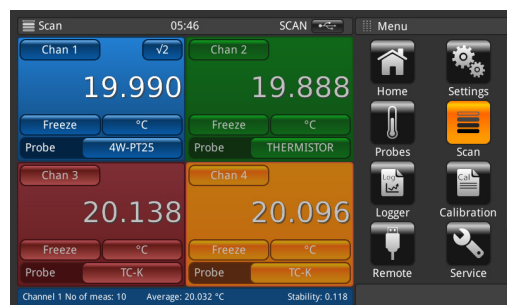 Scan 05:46 SCAN Menu
Chan 1 √2 Chan 2
19.990 19.888
Freeze °C Freeze °C
Probe 4W-PT25 Probe THERMISTOR
Chan 3 Chan 4
20.138 20.096
Freeze °C Freeze °C
Probe TC-K Probe TC-K
Channel 1 No of meas: 10 Average: 20.032 °C Stability: 0.118
Home Settings
Probes Scan
Log Cal
Logger Calibration
Remote Service